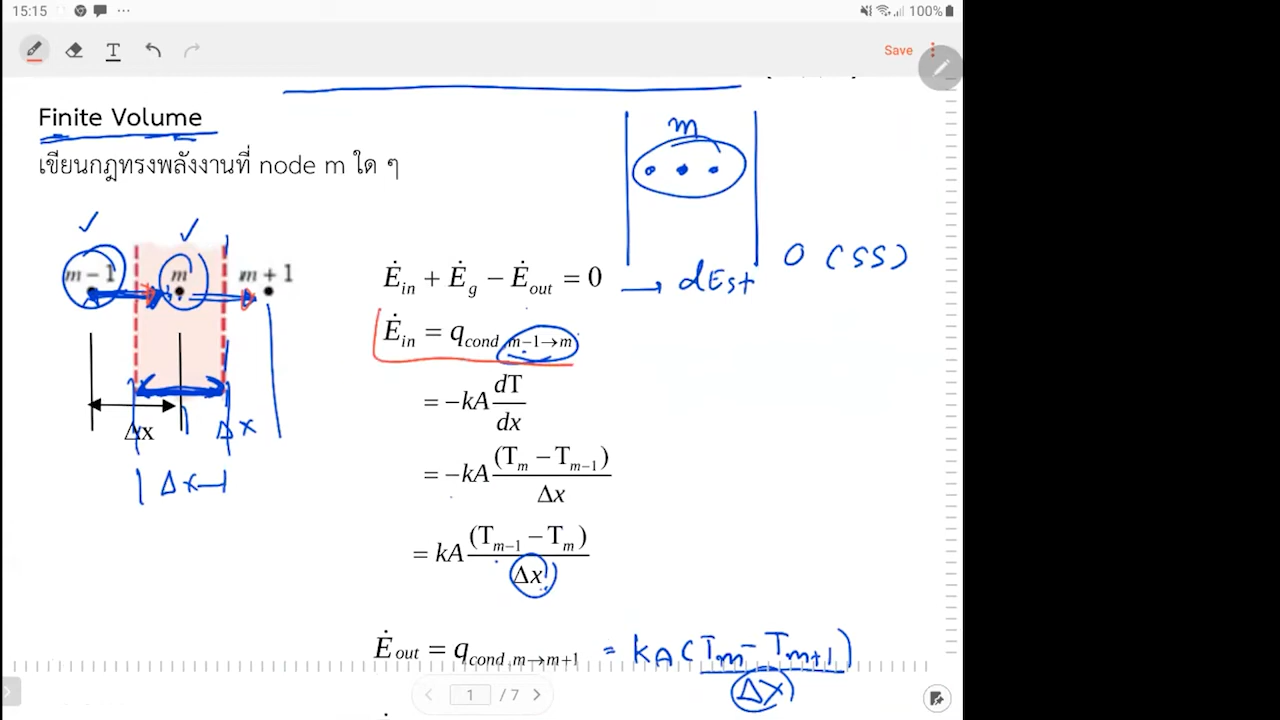 15:15 ... 100%
T Save
Finite Volume
เขียนกฎทรงพลังงานที่ node m ใด ๆ
m
m − 1 m m + 1
Ė_in + Ė_g − Ė_out = 0 → dEst 0 (SS)
Ė_in = q_cond, m−1→m
= −kA dT/dx
Δx Δx
= −kA (T_m − T_m−1)/Δx
Δx
= kA (T_m−1 − T_m)/Δx
Ė_out = q_cond, m→m+1 = kA (Tm − Tm+1)/Δx
1 / 7